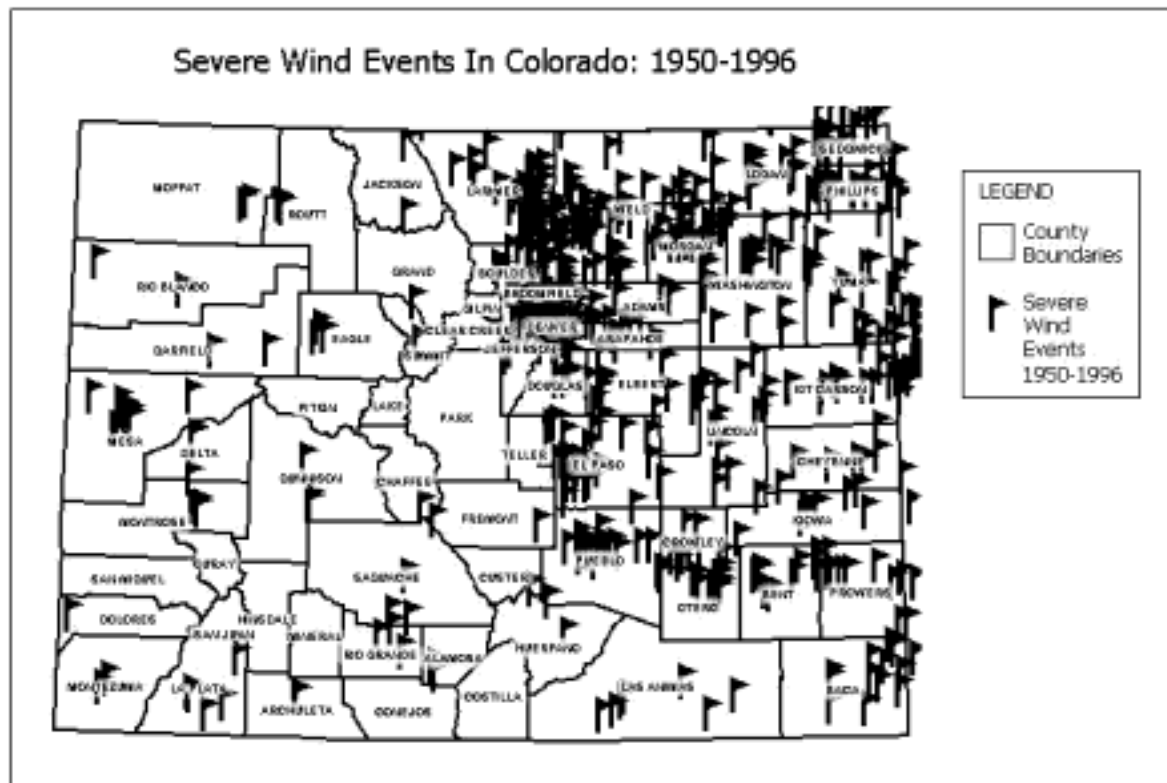 Severe Wind Events In Colorado: 1950-1996
SEDGWICK
LOGAN
MOFFAT
JACKSON
LARIMER
PHILLIPS
ROUTT
WELD
MORGAN
GRAND
BOULDER
RIO BLANCO
WASHINGTON
YUMA
BROOMFIELD
GILPIN
ADAMS
CLEAR CREEK
DENVER
EAGLE
ARAPAHOE
GARFIELD
JEFFERSON
SUMMIT
DOUGLAS
ELBERT
KIT CARSON
PITKIN
LAKE
PARK
LINCOLN
MESA
DELTA
TELLER
EL PASO
CHEYENNE
GUNNISON
CHAFFEE
MONTROSE
FREMONT
KIOWA
CROWLEY
PUEBLO
OURAY
SAGUACHE
CUSTER
SAN MIGUEL
BENT
PROWERS
OTERO
DOLORES
HINSDALE
SAN JUAN
MINERAL
HUERFANO
RIO GRANDE
ALAMOSA
MONTEZUMA
LA PLATA
LAS ANIMAS
BACA
COSTILLA
ARCHULETA
CONEJOS
LEGEND
County
Boundaries
Severe
Wind
Events
1950-1996